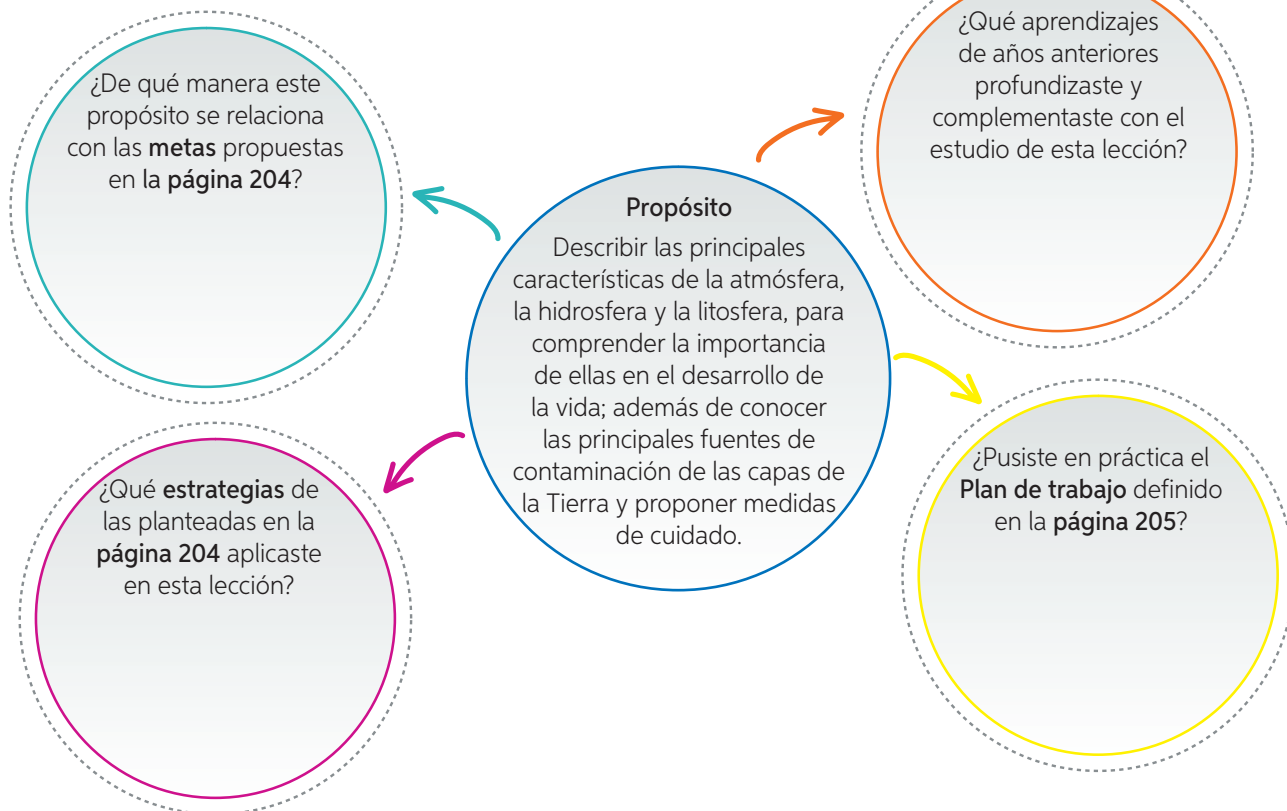 ¿De qué manera este
propósito se relaciona
con las metas propuestas
en la página 204?
¿Qué aprendizajes
de años anteriores
profundizaste y
complementaste con el
estudio de esta lección?
Propósito
Describir las principales
características de la atmósfera,
la hidrosfera y la litosfera, para
comprender la importancia
de ellas en el desarrollo de
la vida; además de conocer
las principales fuentes de
contaminación de las capas de
la Tierra y proponer medidas
de cuidado.
¿Qué estrategias de
las planteadas en la
página 204 aplicaste
en esta lección?
¿Pusiste en práctica el
Plan de trabajo definido
en la página 205?